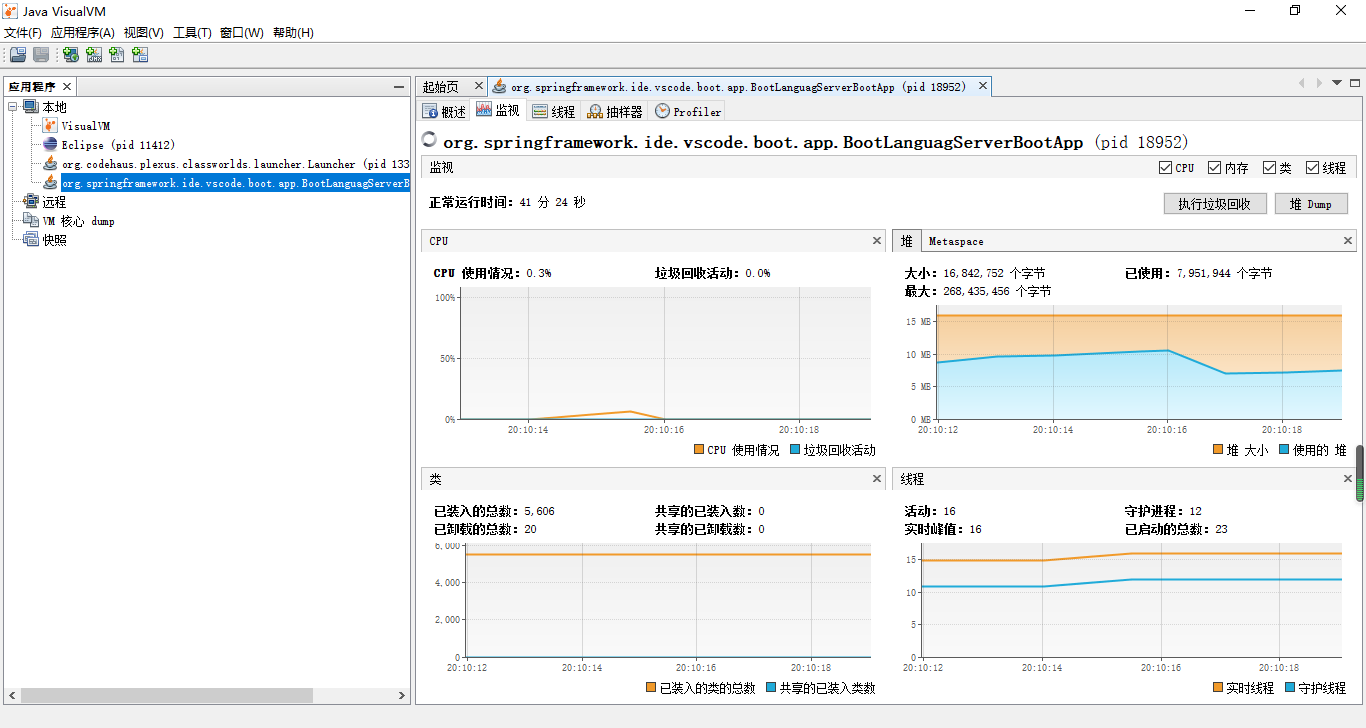 Java VisualVM
文件(F) 应用程序(A) 视图(V) 工具(T) 窗口(W) 帮助(H)
应用程序
本地
VisualVM
Eclipse (pid 11412)
org.codehaus.plexus.classworlds.launcher.Launcher (pid 133
org.springframework.ide.vscode.boot.app.BootLanguagServerB
远程
VM 核心 dump
快照
起始页 org.springframework.ide.vscode.boot.app.BootLanguagServerBootApp (pid 18952)
概述 监视 线程 抽样器 Profiler
org.springframework.ide.vscode.boot.app.BootLanguagServerBootApp (pid 18952)
监视 CPU 内存 类 线程
正常运行时间: 41 分 24 秒 执行垃圾回收 堆 Dump
CPU
CPU 使用情况: 0.3% 垃圾回收活动: 0.0%
100%
50%
0%
20:10:14 20:10:16 20:10:18
CPU 使用情况 垃圾回收活动
堆 Metaspace
大小: 16,842,752 个字节 已使用: 7,951,944 个字节
最大: 268,435,456 个字节
15 MB
10 MB
5 MB
0 MB
20:10:12 20:10:14 20:10:16 20:10:18
堆 大小 使用的 堆
类
已装入的总数: 5,606 共享的已装入数: 0
已卸载的总数: 20 共享的已卸载数: 0
6,000
4,000
2,000
0
20:10:12 20:10:14 20:10:16 20:10:18
已装入的类的总数 共享的已装入类数
线程
活动: 16 守护进程: 12
实时峰值: 16 已启动的总数: 23
15
10
5
0
20:10:12 20:10:14 20:10:16 20:10:18
实时线程 守护线程